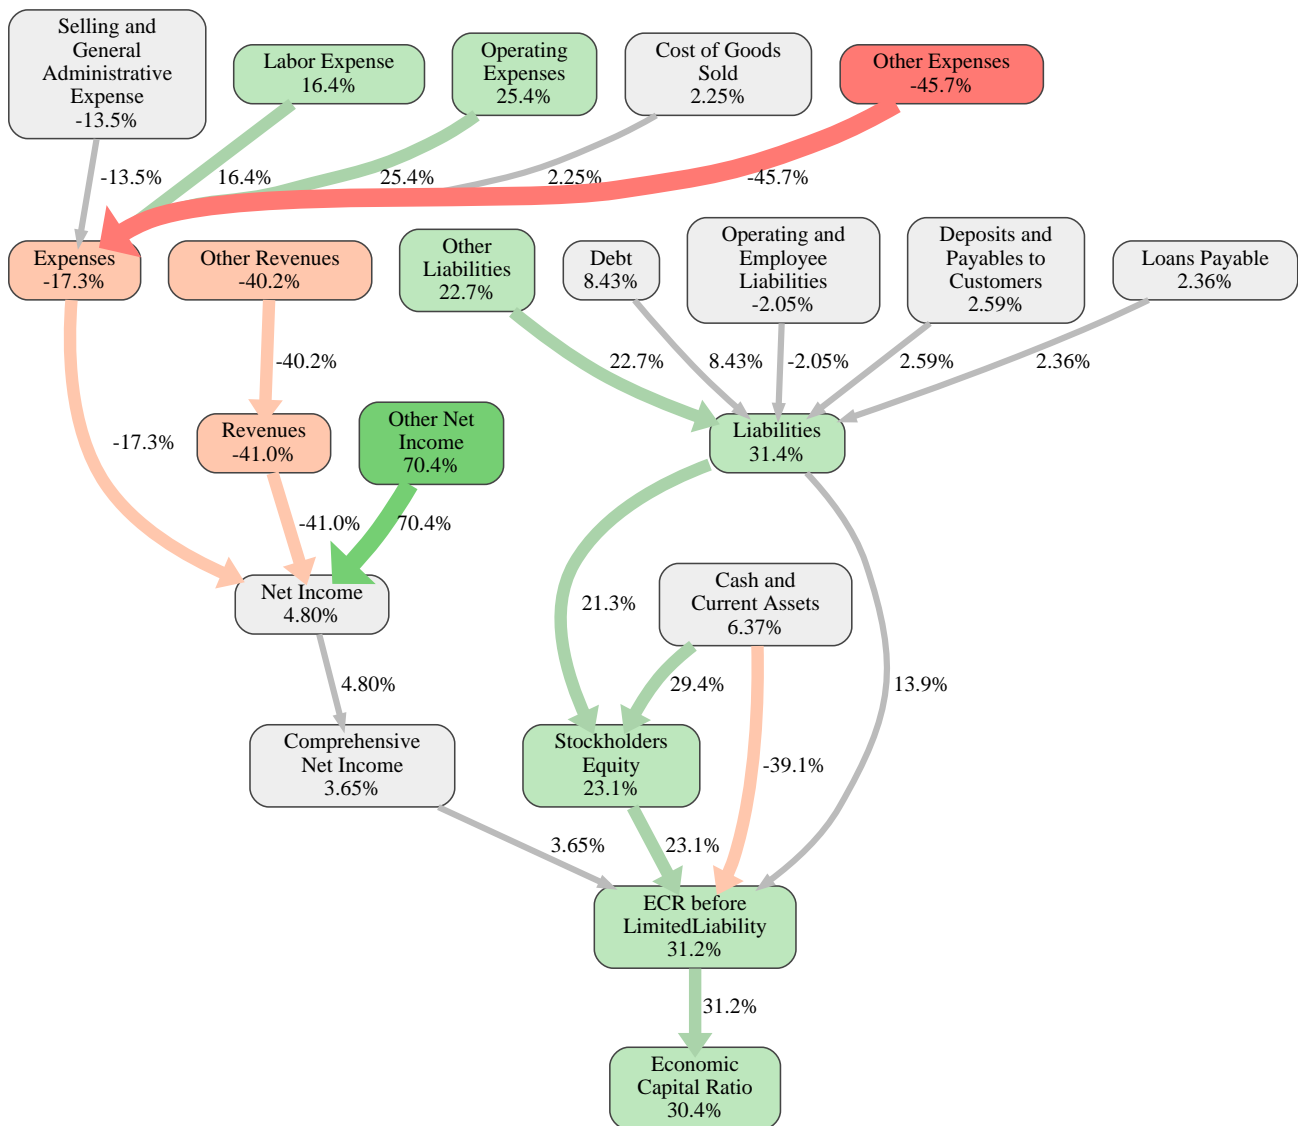 Selling and
General
Administrative
Expense
-13.5%
Labor Expense
16.4%
Operating
Expenses
25.4%
Cost of Goods
Sold
2.25%
Other Expenses
-45.7%
-13.5%
16.4%
25.4%
2.25%
-45.7%
Expenses
-17.3%
Other Revenues
-40.2%
Other
Liabilities
22.7%
Debt
8.43%
Operating and
Employee
Liabilities
-2.05%
Deposits and
Payables to
Customers
2.59%
Loans Payable
2.36%
-40.2%
22.7%
8.43%
-2.05%
2.59%
2.36%
-17.3%
Revenues
-41.0%
Other Net
Income
70.4%
Liabilities
31.4%
-41.0%
70.4%
Net Income
4.80%
21.3%
Cash and
Current Assets
6.37%
4.80%
29.4%
13.9%
Comprehensive
Net Income
3.65%
Stockholders
Equity
23.1%
-39.1%
3.65%
23.1%
ECR before
LimitedLiability
31.2%
31.2%
Economic
Capital Ratio
30.4%